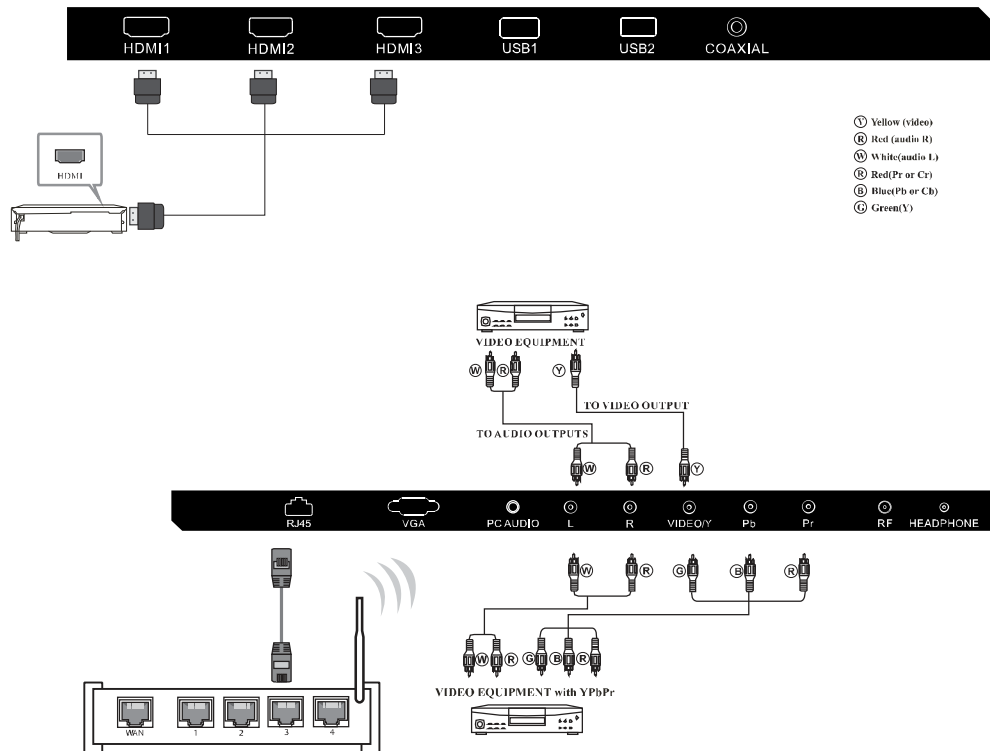 HDMI1 HDMI2 HDMI3 USB1 USB2 COAXIAL
HDMI
Ⓨ Yellow (video)
Ⓡ Red (audio R)
Ⓦ White(audio L)
Ⓡ Red(Pr or Cr)
Ⓑ Blue(Pb or Cb)
Ⓖ Green(Y)
VIDEO EQUIPMENT
Ⓦ Ⓡ Ⓨ
TO VIDEO OUTPUT
TO AUDIO OUTPUTS
Ⓦ Ⓡ Ⓨ
RJ45 VGA PC AUDIO L R VIDEO/Y Pb Pr RF HEADPHONE
Ⓦ Ⓡ Ⓖ Ⓑ Ⓡ
Ⓦ Ⓡ Ⓖ Ⓑ Ⓡ
VIDEO EQUIPMENT with YPbPr
WAN 1 2 3 4